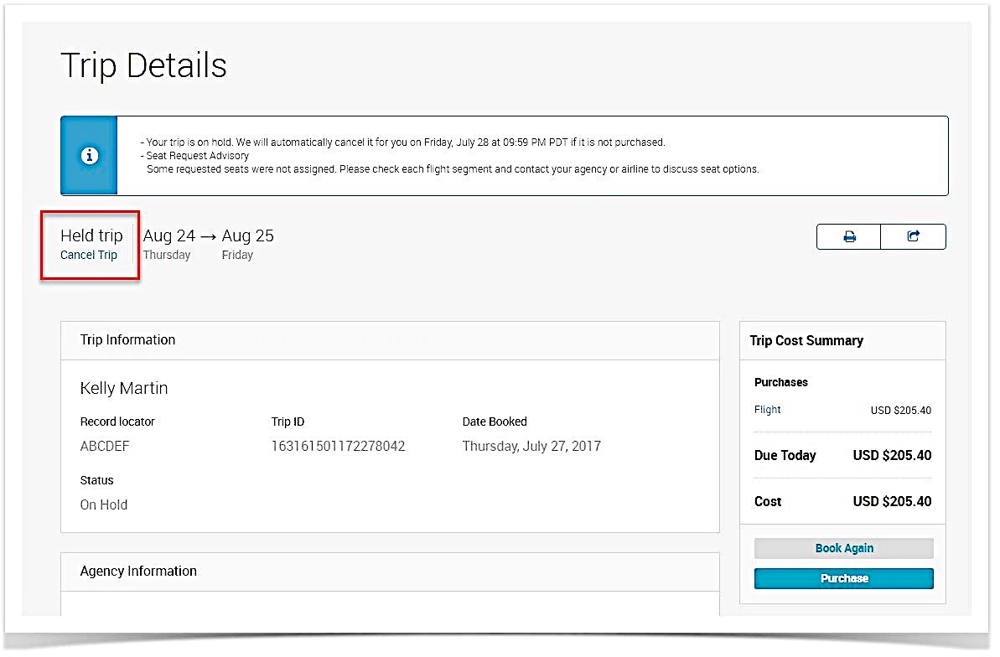 Trip Details
- Your trip is on hold. We will automatically cancel it for you on Friday, July 28 at 09:59 PM PDT if it is not purchased.
- Seat Request Advisory
Some requested seats were not assigned. Please check each flight segment and contact your agency or airline to discuss seat options.
Held trip
Cancel Trip
Aug 24 → Aug 25
Thursday Friday
Trip Information
Kelly Martin
Record locator Trip ID Date Booked
ABCDEF 163161501172278042 Thursday, July 27, 2017
Status
On Hold
Agency Information
Trip Cost Summary
Purchases
Flight USD $205.40
Due Today USD $205.40
Cost USD $205.40
Book Again
Purchase